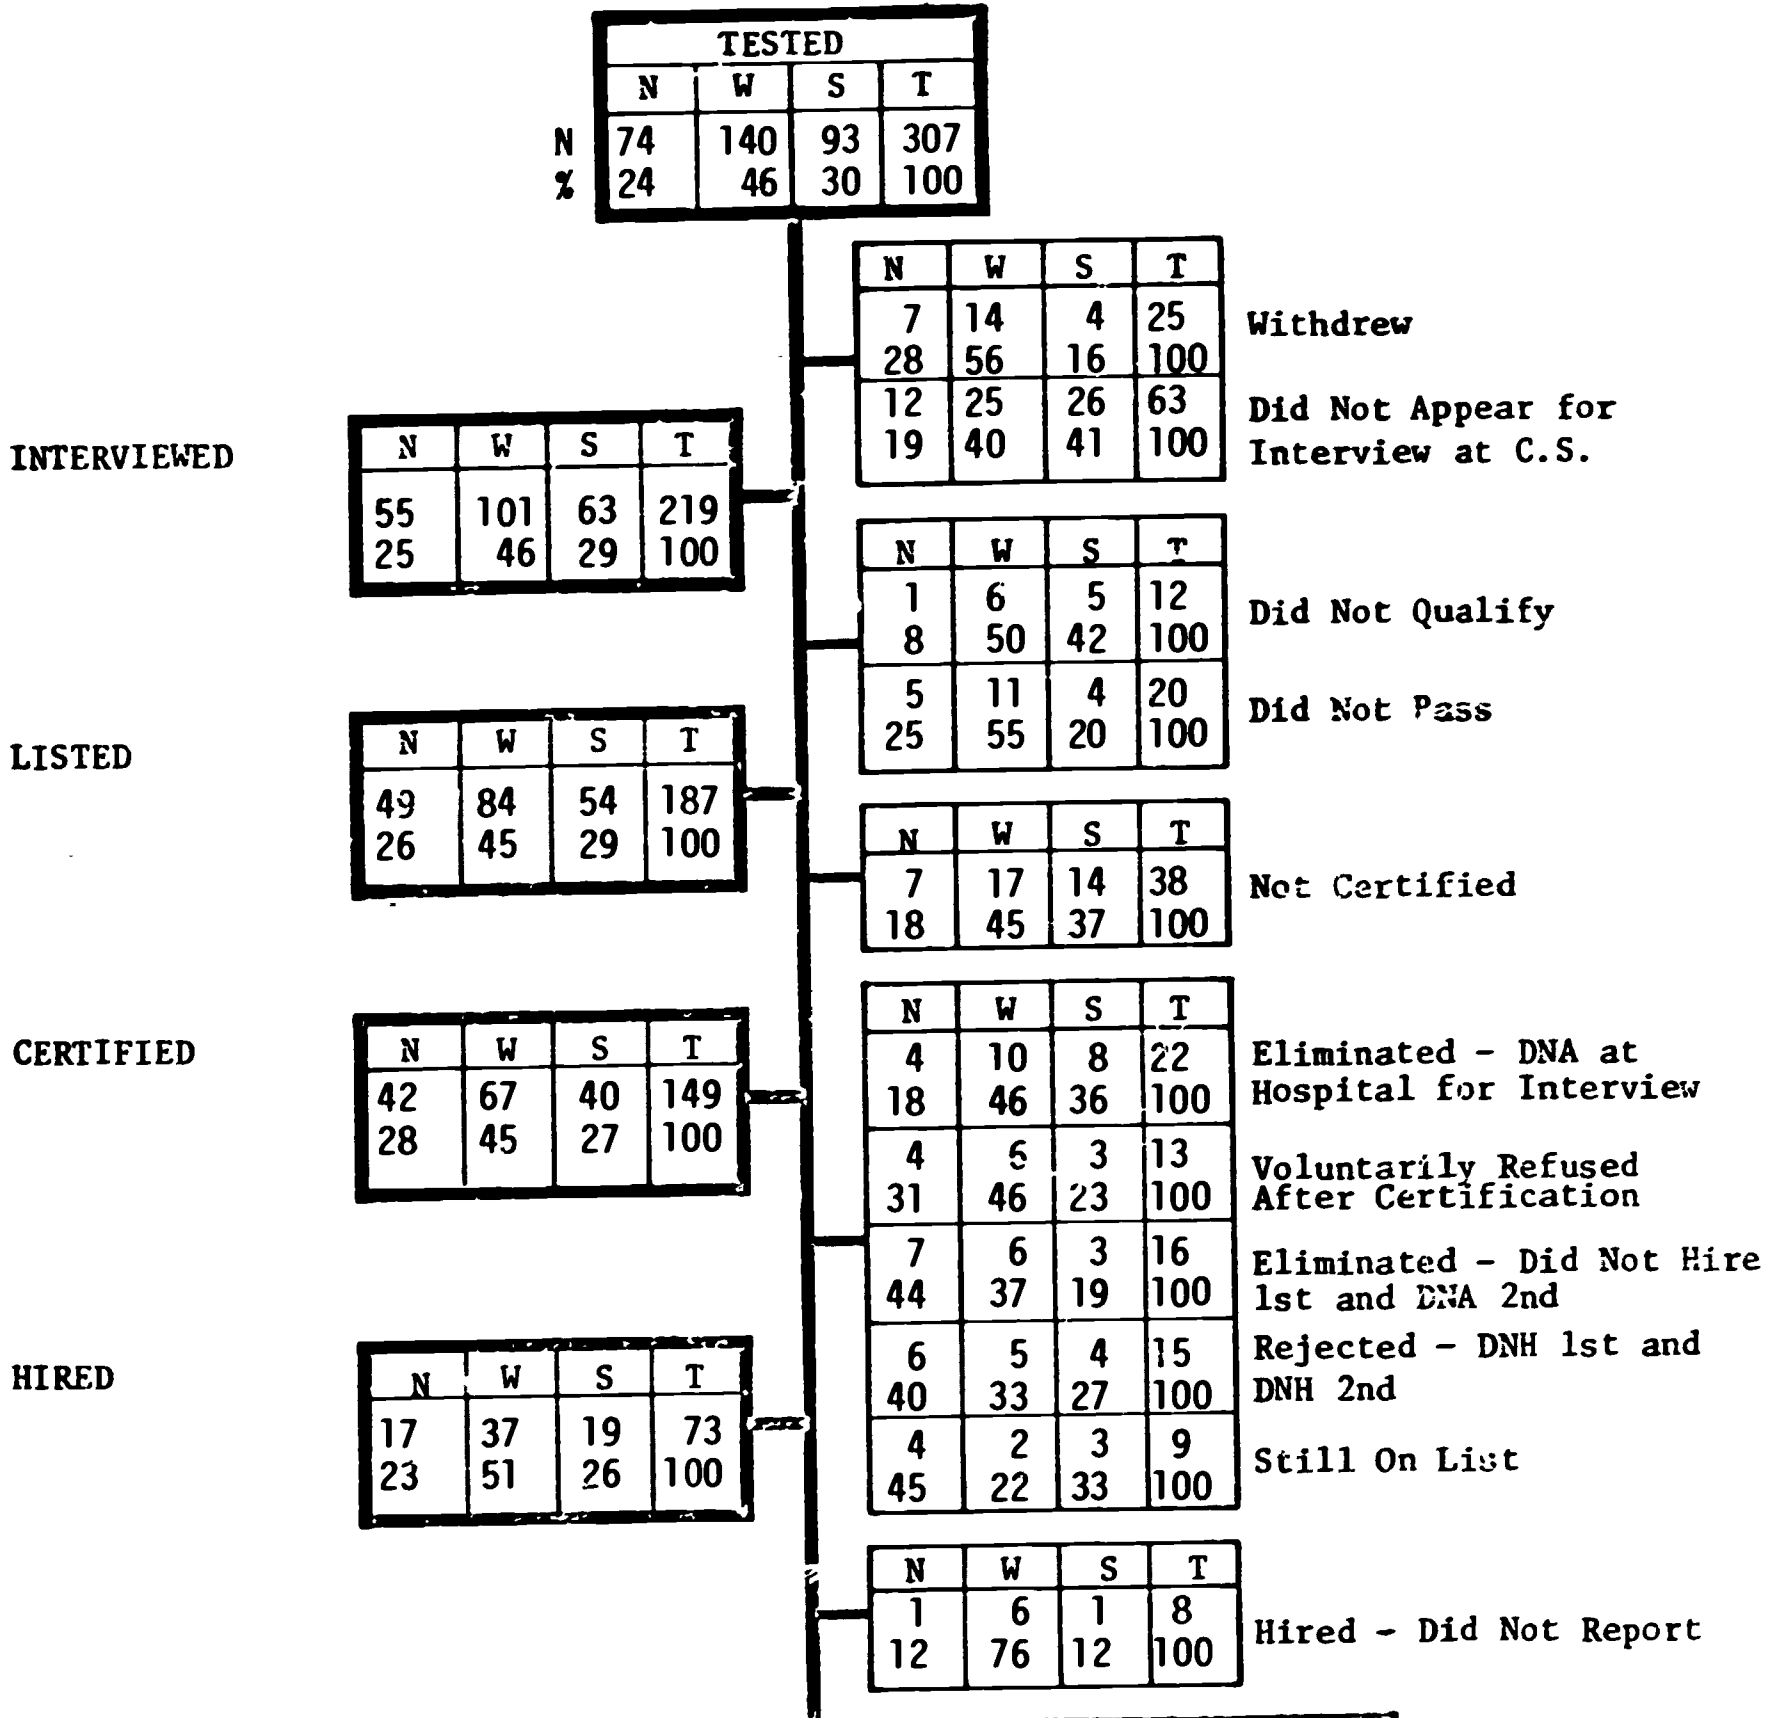 TESTED
N W S T
N 74 140 93 307
% 24 46 30 100
N W S T
7 14 4 25 Withdrew
28 56 16 100
12 25 26 63 Did Not Appear for
19 40 41 100 Interview at C.S.
INTERVIEWED
N W S T
55 101 63 219
25 46 29 100
N W S T
1 6 5 12 Did Not Qualify
8 50 42 100
5 11 4 20 Did Not Pass
25 55 20 100
LISTED
N W S T
49 84 54 187
26 45 29 100
N W S T
7 17 14 38 Not Certified
18 45 37 100
CERTIFIED
N W S T
42 67 40 149
28 45 27 100
N W S T
4 10 8 22 Eliminated - DNA at
18 46 36 100 Hospital for Interview
4 6 3 13 Voluntarily Refused
31 46 23 100 After Certification
7 6 3 16 Eliminated - Did Not Hire
44 37 19 100 1st and DNA 2nd
6 5 4 15 Rejected - DNH 1st and
40 33 27 100 DNH 2nd
4 2 3 9 Still On List
45 22 33 100
HIRED
N W S T
17 37 19 73
23 51 26 100
N W S T
1 6 1 8 Hired - Did Not Report
12 76 12 100